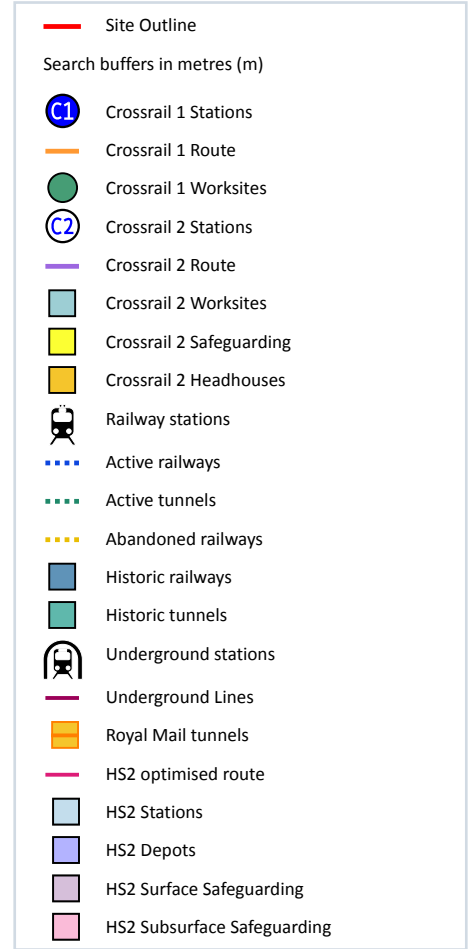 Site Outline
Search buffers in metres (m)
C1 Crossrail 1 Stations
Crossrail 1 Route
Crossrail 1 Worksites
C2 Crossrail 2 Stations
Crossrail 2 Route
Crossrail 2 Worksites
Crossrail 2 Safeguarding
Crossrail 2 Headhouses
Railway stations
Active railways
Active tunnels
Abandoned railways
Historic railways
Historic tunnels
Underground stations
Underground Lines
Royal Mail tunnels
HS2 optimised route
HS2 Stations
HS2 Depots
HS2 Surface Safeguarding
HS2 Subsurface Safeguarding